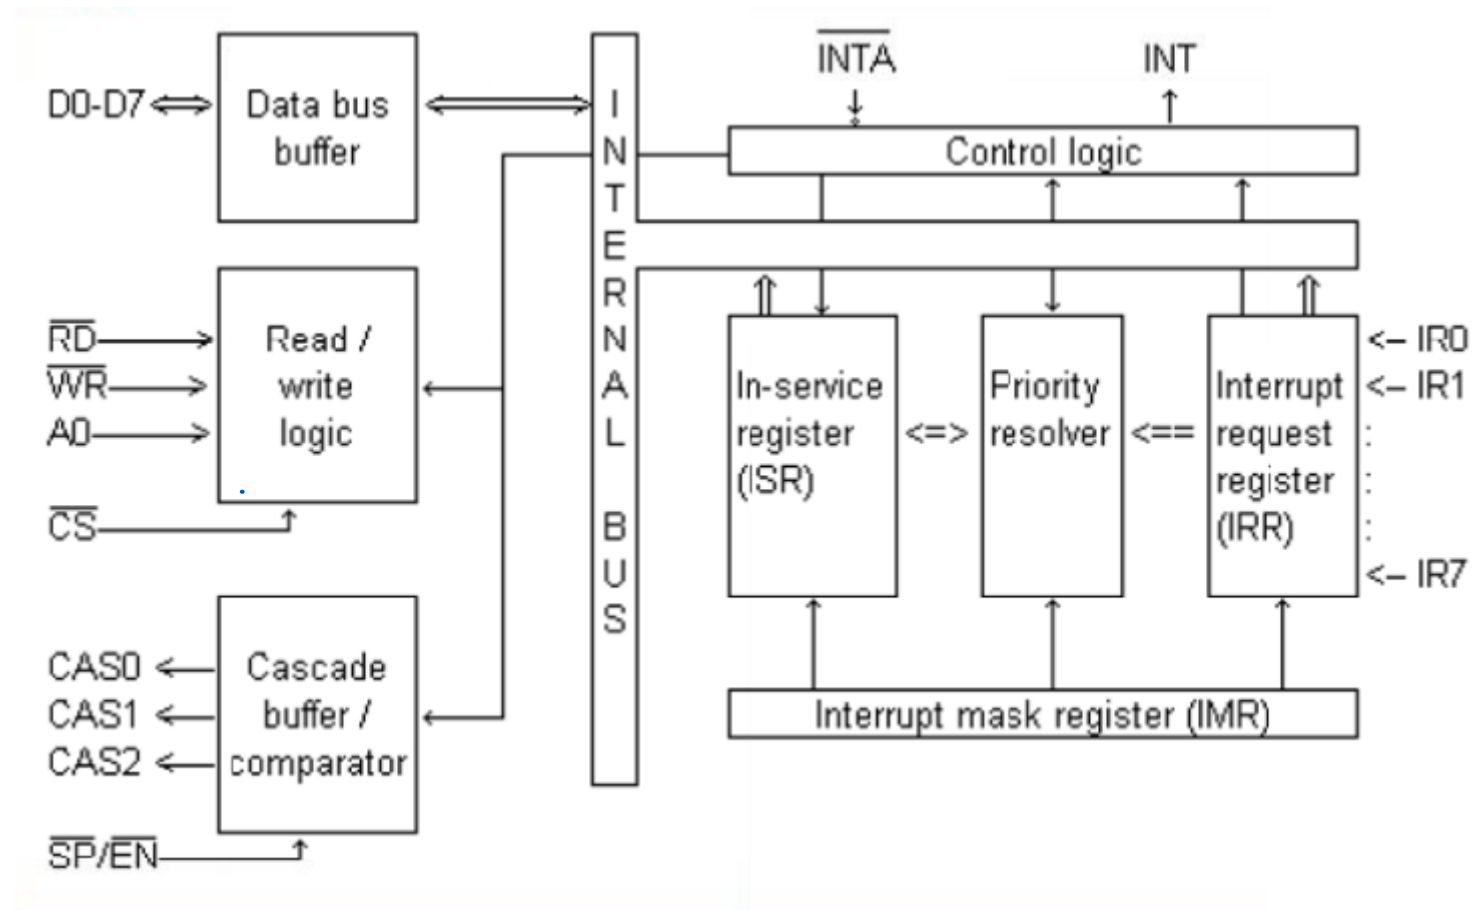 D0-D7
Data bus
buffer
RD
WR
A0
Read /
write
logic
CS
CAS0
CAS1
CAS2
Cascade
buffer /
comparator
SP/EN
INTERNAL BUS
INTA
INT
Control logic
In-service
register
(ISR)
<=>
Priority
resolver
<==
Interrupt
request
register
(IRR)
<– IR0
<– IR1
:
:
:
<– IR7
Interrupt mask register (IMR)